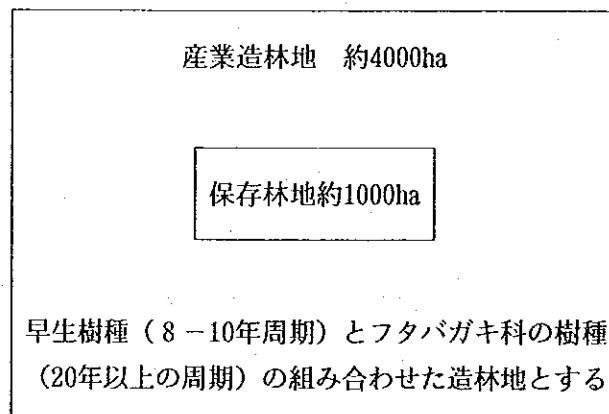 産業造林地　約4000ha
保存林地約1000ha
早生樹種（８－10年周期）とフタバガキ科の樹種
（20年以上の周期）の組み合わせた造林地とする